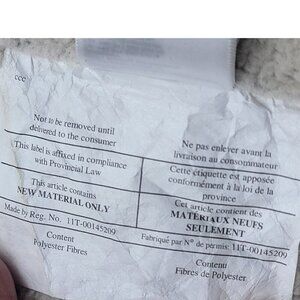 ccc
Not to be removed until
delivered to the consumer
Ne pas enlever avant la
livraison au consommateur
This label is affixed in compliance
with Provincial Law
Cette étiquette est apposée
conformément à la loi de la
province
This article contains
NEW MATERIAL ONLY
Cet article contient des
MATÉRIAUX NEUFS
SEULEMENT
Made by Reg. No. 11T-00145209
Fabriqué par Nº de permis: 11T-00145209
Content
Polyester Fibres
Contenu
Fibres de Polyester